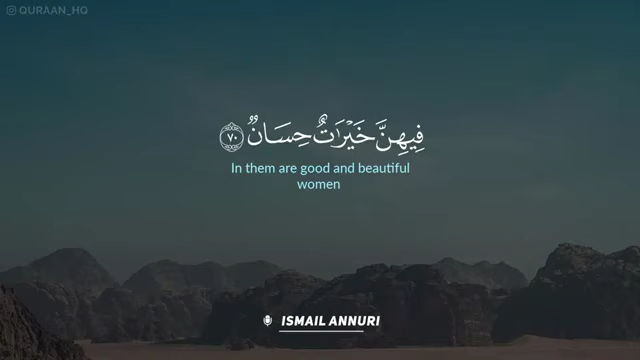 QURAAN_HQ
فِيهِنَّ خَيْرَٰتٌ حِسَانٌ ٧٠
In them are good and beautiful
women
ISMAIL ANNURI